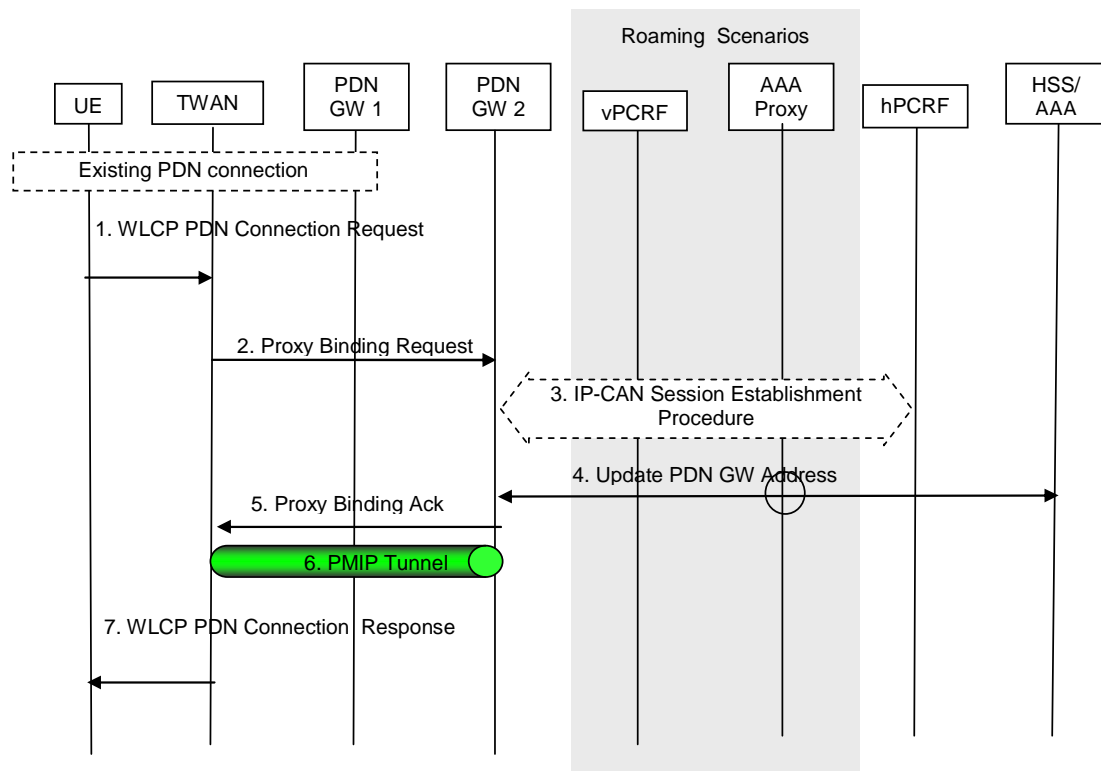 Roaming Scenarios
UE
TWAN
PDN
GW 1
PDN
GW 2
vPCRF
AAA
Proxy
hPCRF
HSS/
AAA
Existing PDN connection
1. WLCP PDN Connection Request
2. Proxy Binding Request
3. IP-CAN Session Establishment
Procedure
4. Update PDN GW Address
5. Proxy Binding Ack
6. PMIP Tunnel
7. WLCP PDN Connection Response